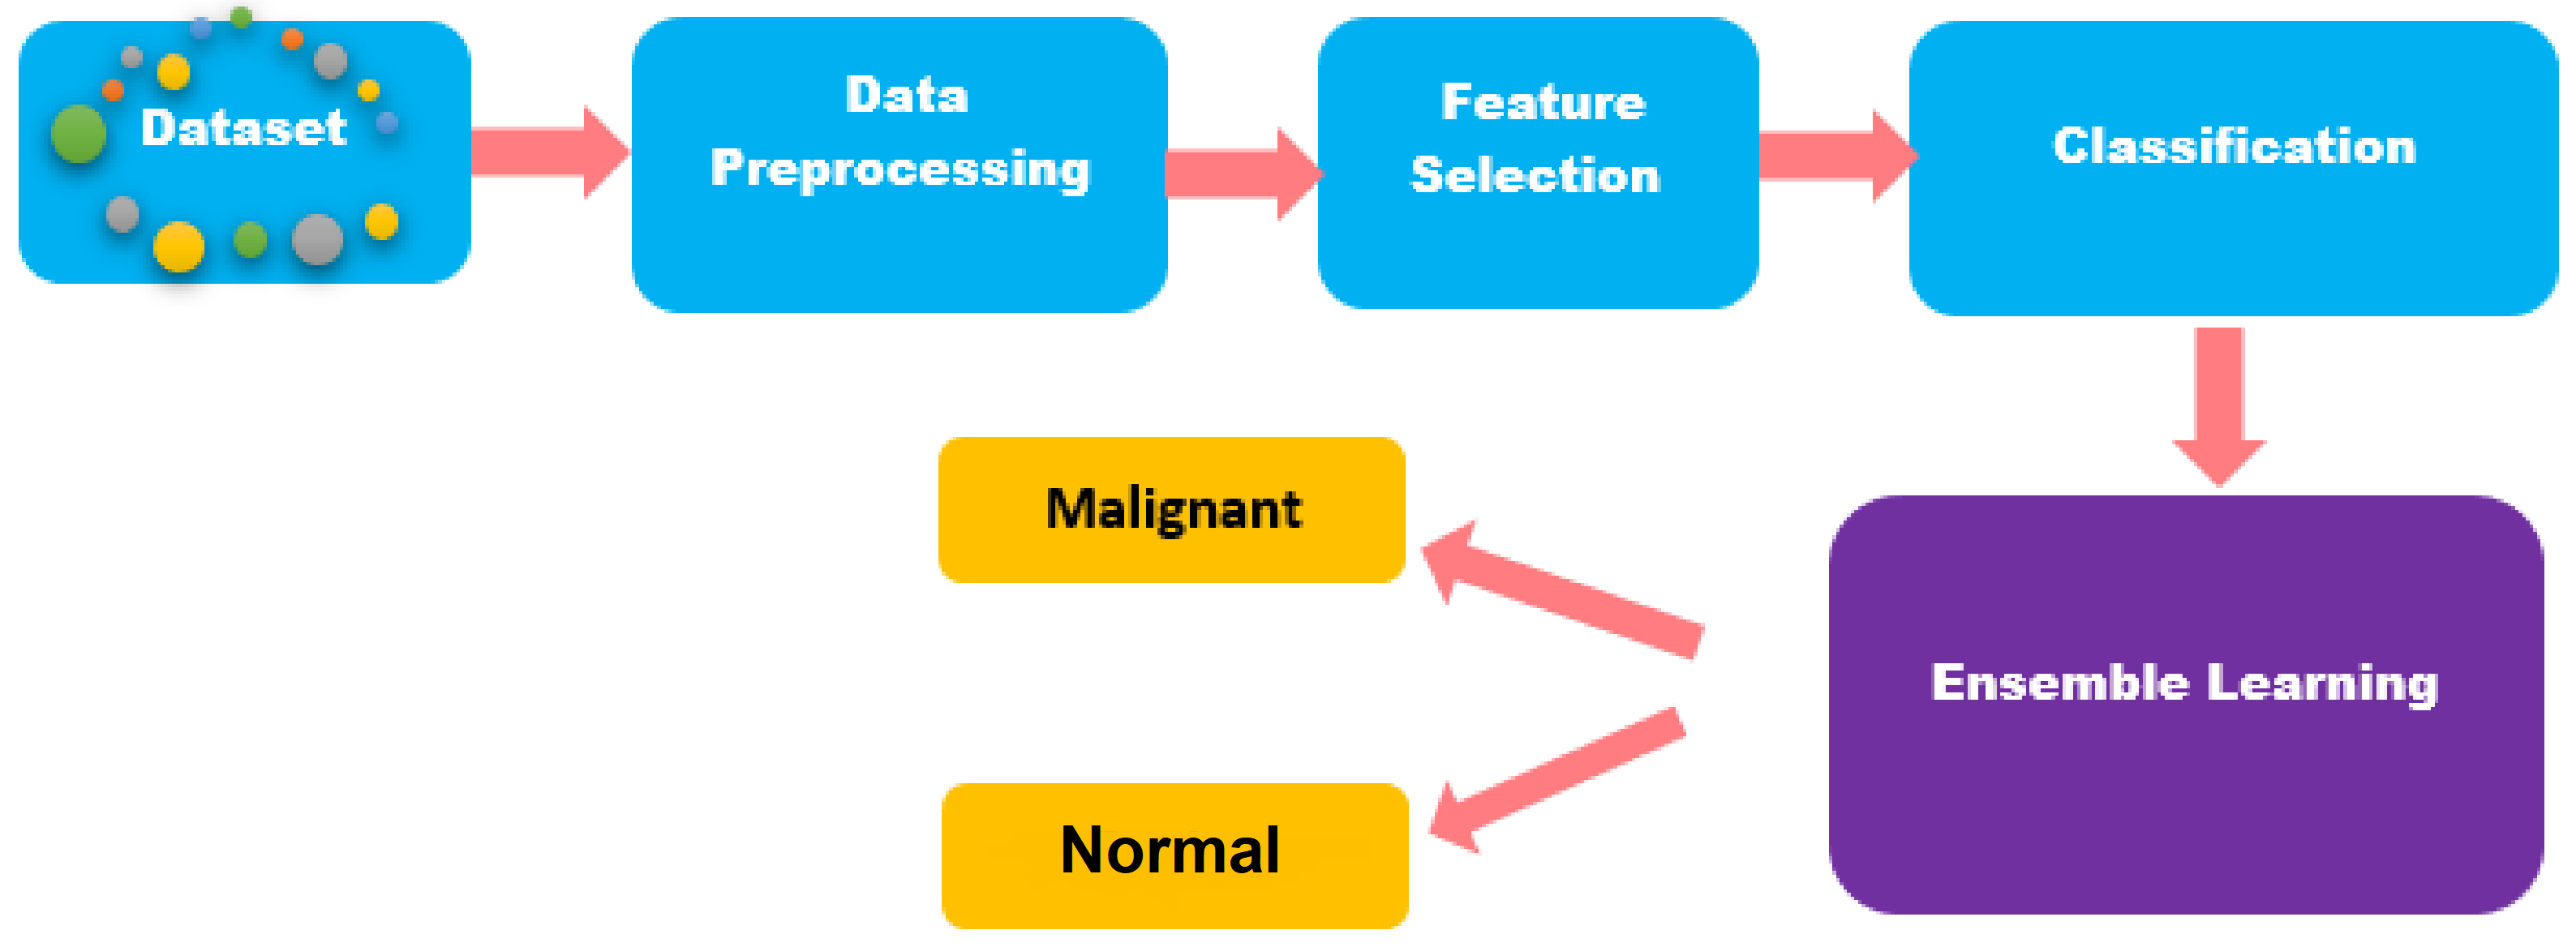 Dataset
Data
Preprocessing
Feature
Selection
Classification
Malignant
Ensemble Learning
Normal